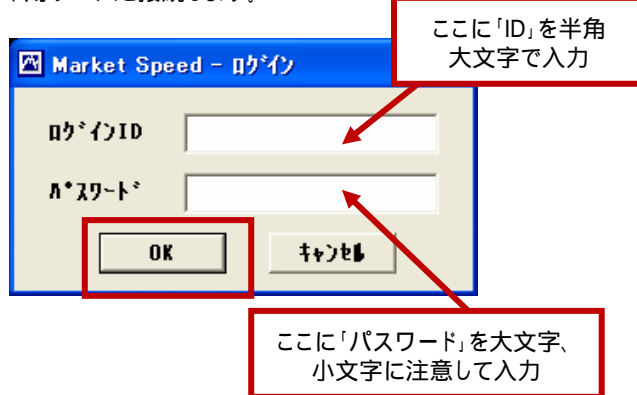 ここに「ID」を半角
大文字で入力
Market Speed - ﾛｸﾞｲﾝ
ﾛｸﾞｲﾝID
ﾊﾟｽﾜｰﾄﾞ
OK ｷｬﾝｾﾙ
ここに「パスワード」を大文字、
小文字に注意して入力